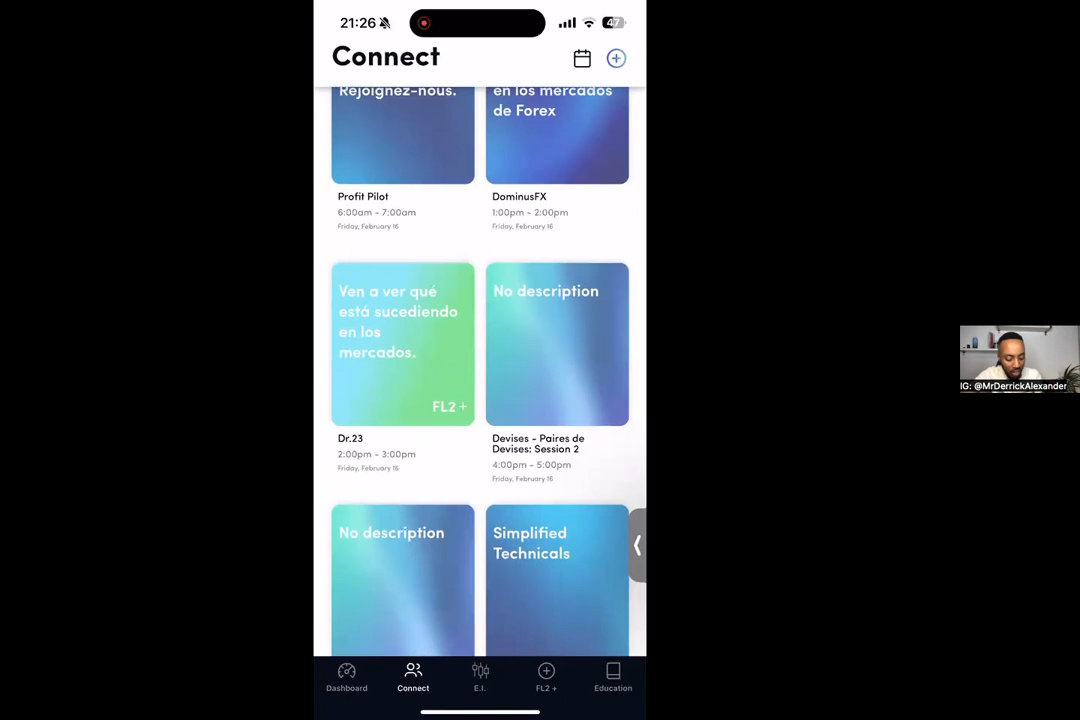 21:26
47
Connect
Rejoignez-nous.
en los mercados
de Forex
Profit Pilot
6:00am - 7:00am
Friday, February 16
DominusFX
1:00pm - 2:00pm
Friday, February 16
Ven a ver qué
está sucediendo
en los
mercados.
FL2 +
No description
Dr.23
2:00pm - 3:00pm
Friday, February 16
Devises - Paires de
Devises: Session 2
4:00pm - 5:00pm
Friday, February 16
No description
Simplified
Technicals
Dashboard
Connect
E.I.
FL2 +
Education
IG: @MrDerrickAlexander